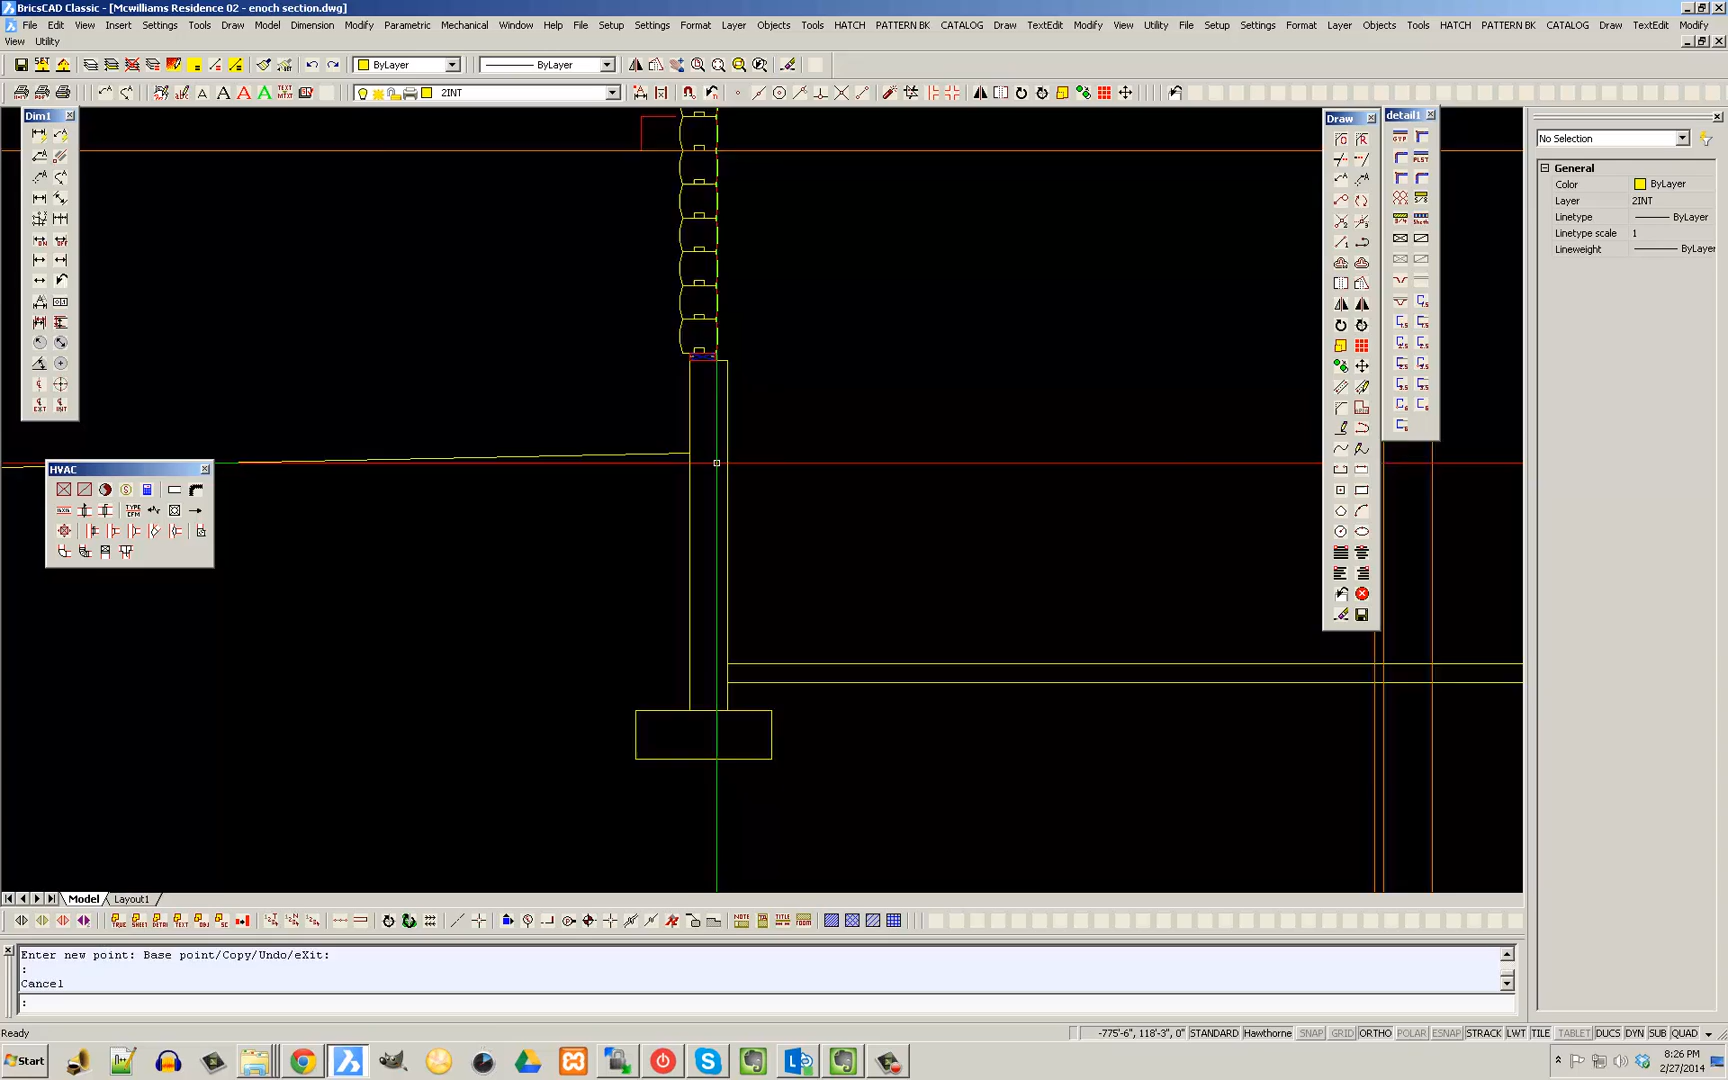 BricsCAD Classic - [Mcwilliams Residence 02 - enoch section.dwg]
File Edit View Insert Settings Tools Draw Model Parametric Dimension Modify Parametric Mechanical Window Help File Setup Settings Format Layer Objects Tools HATCH PATTERN BK CATALOG Draw TextEdit Modify View Utility File Setup Settings Format Layer Objects Tools HATCH PATTERN BK CATALOG Draw TextEdit Modify
View Utility
SET ByLayer ByLayer
2INT
Dim1
Draw
detail1
No Selection
General
Color ByLayer
Layer 2INT
Linetype ByLayer
Linetype scale 1
Lineweight ByLayer
HVAC
TYPE
CFM
Model Layout1
Enter new point: Base point/Copy/Undo/eXit:
:
Cancel
:
Ready
-775'-6", 118'-3", 0" STANDARD Hawthorne SNAP GRID ORTHO POLAR ESNAP STRACK LWT TILE TABLET DUCS DYN SUB QUAD
Start
8:26 PM
2/27/2014